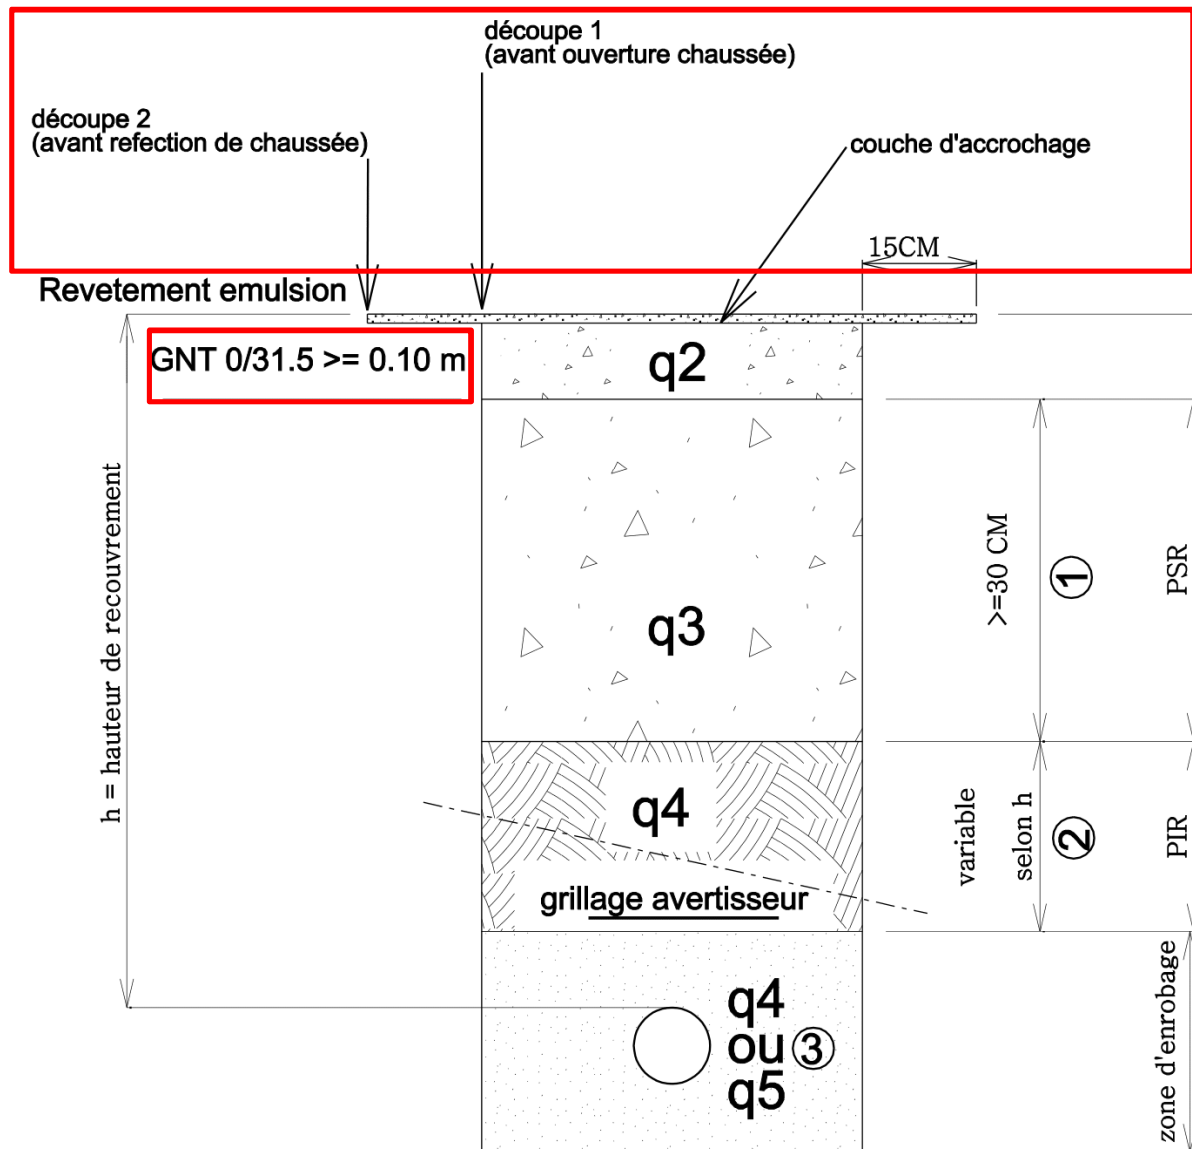 découpe 1
(avant ouverture chaussée)
découpe 2
(avant refection de chaussée)
couche d'accrochage
15CM
Revetement emulsion
GNT 0/31.5 >= 0.10 m
q2
h = hauteur de recouvrement
q3
>=30 CM
1
PSR
q4
variable
selon h
2
PIR
grillage avertisseur
q4
ou 3
q5
zone d'enrobage